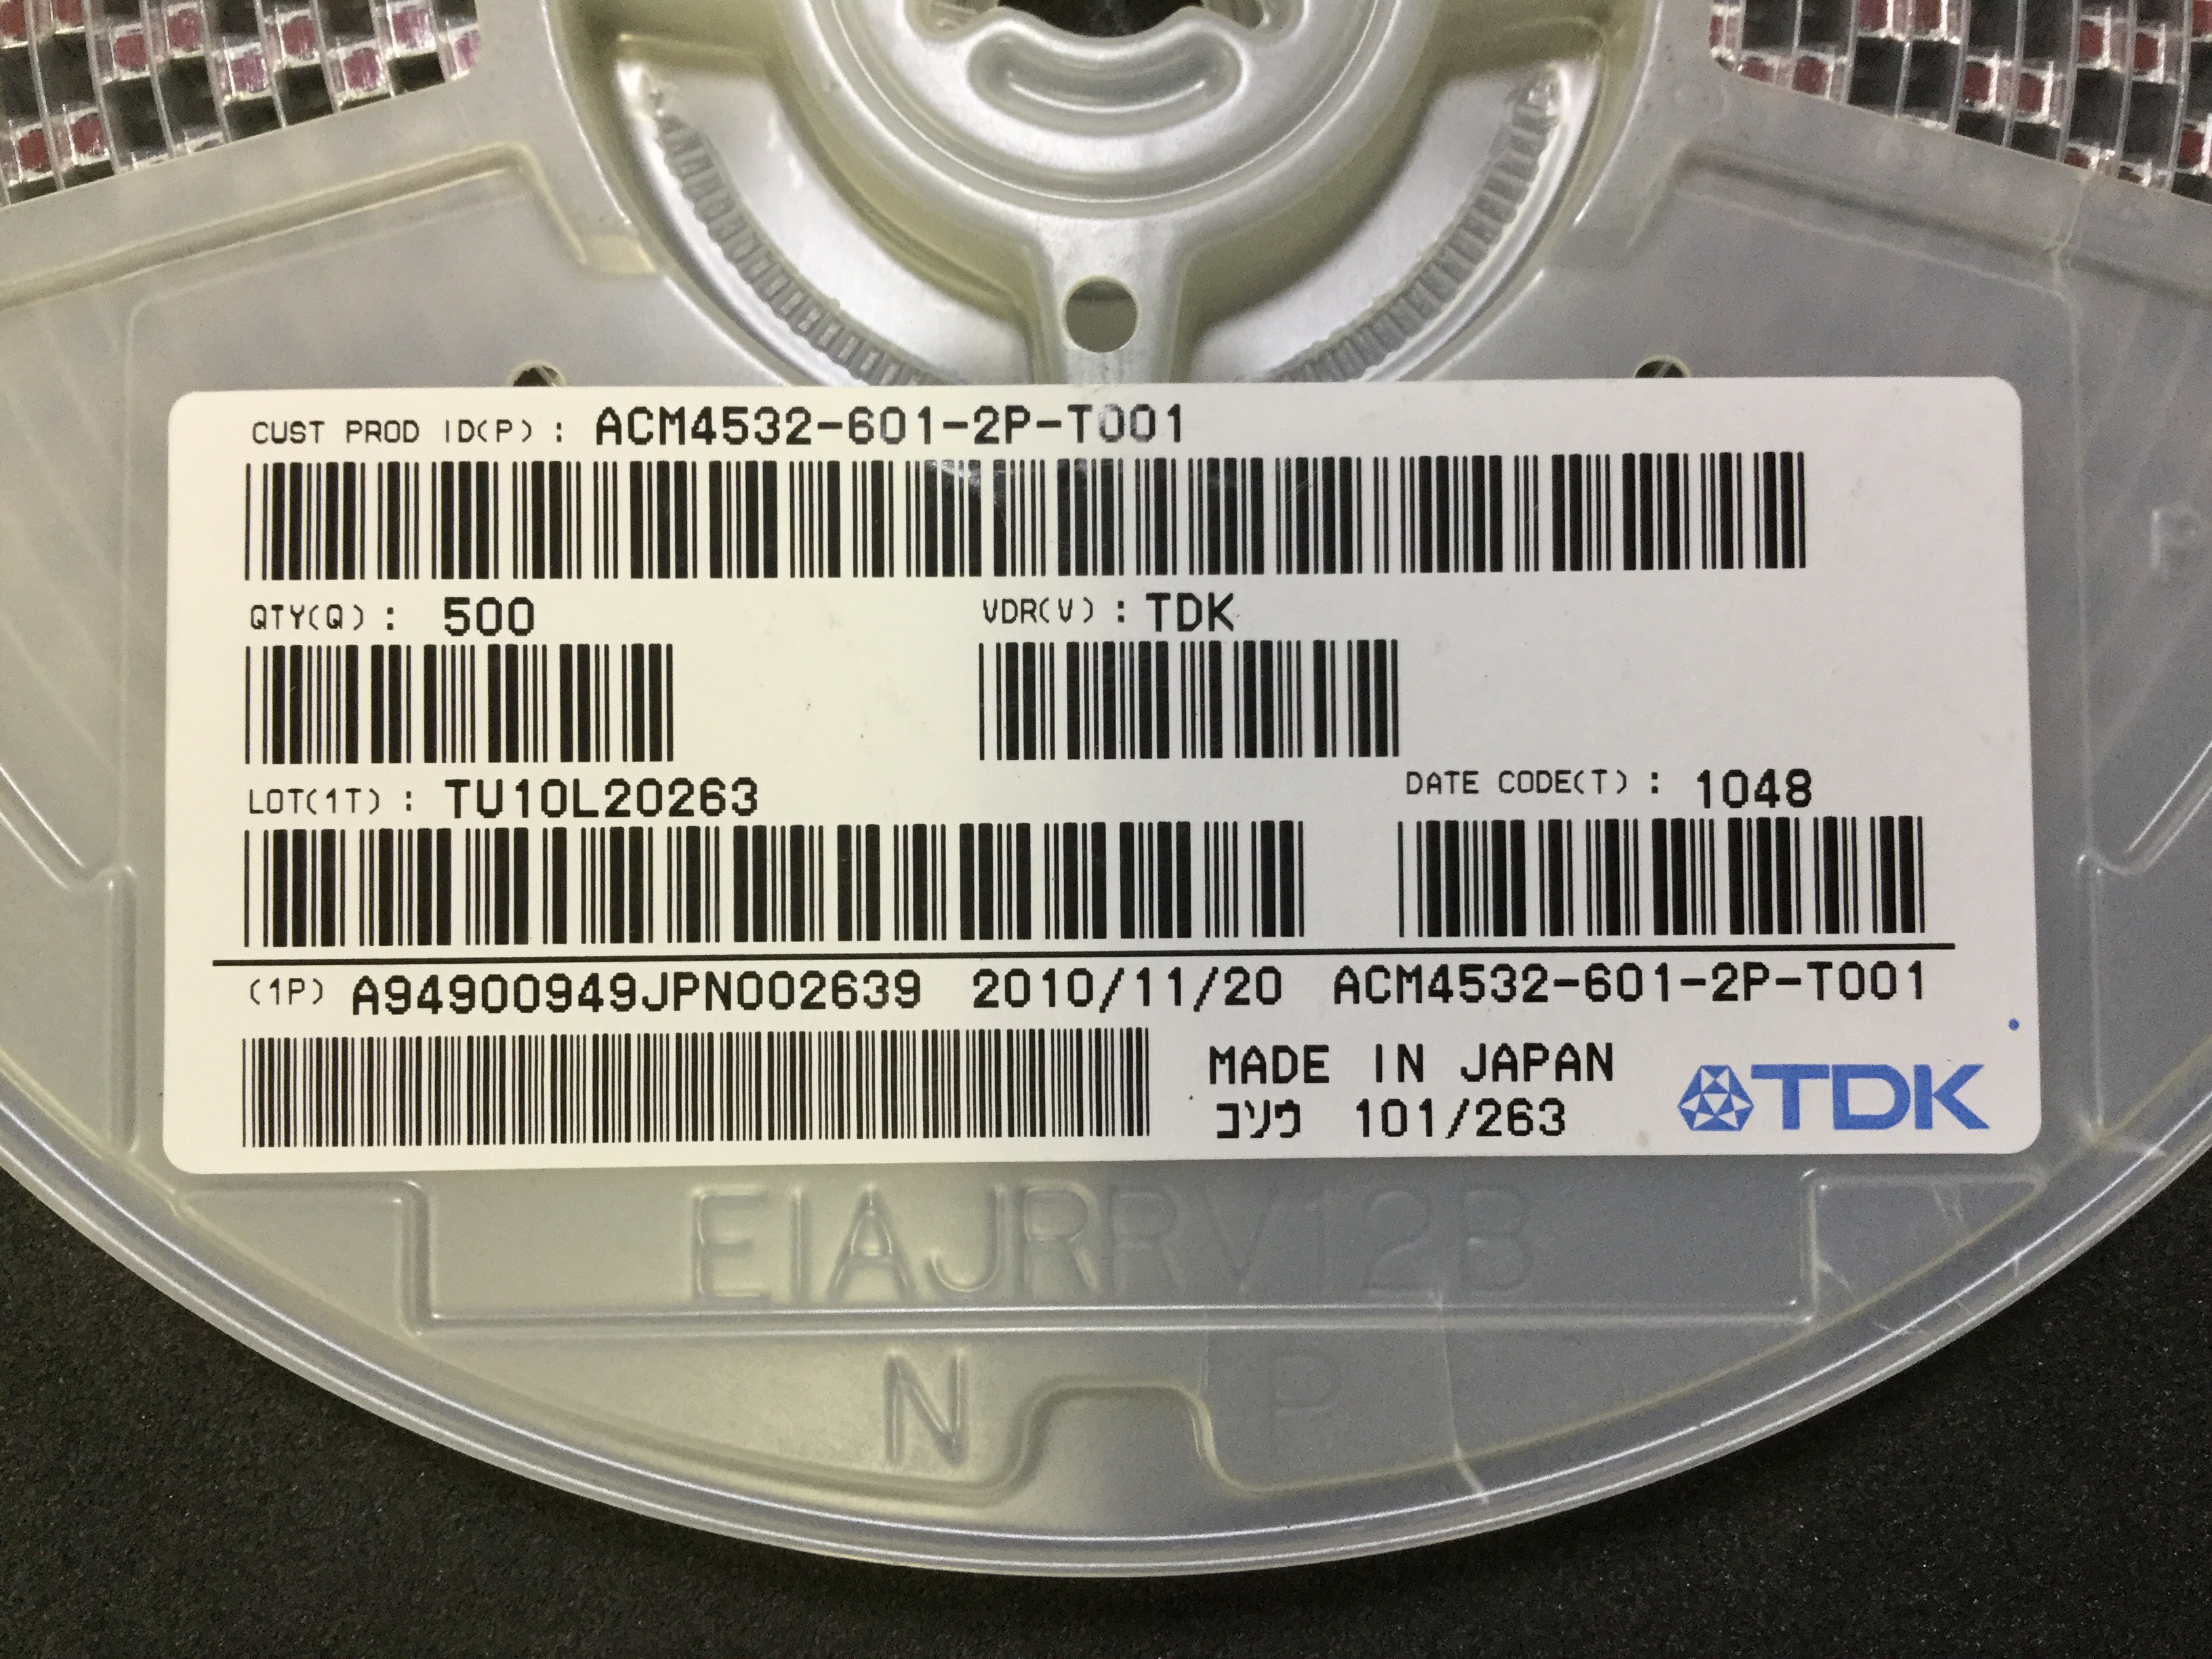 CUST PROD ID(P) : ACM4532-601-2P-T001
QTY(Q) : 500
VDR(V) : TDK
LOT(1T) : TU10L20263
DATE CODE(T) : 1048
(1P) A94900949JPN002639 2010/11/20 ACM4532-601-2P-T001
MADE IN JAPAN
コソウ 101/263
TDK
EIAJRRV12B
N P
P